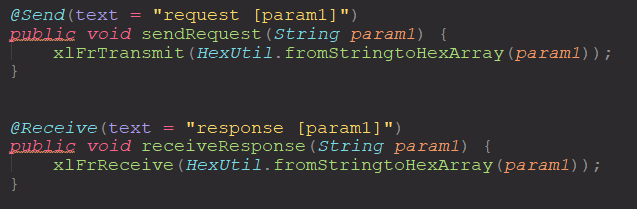 @Send(text = "request [param1]")
public void sendRequest(String param1) {
    xlFrTransmit(HexUtil.fromStringtoHexArray(param1));
}
@Receive(text = "response [param1]")
public void receiveResponse(String param1) {
    xlFrReceive(HexUtil.fromStringtoHexArray(param1));
}